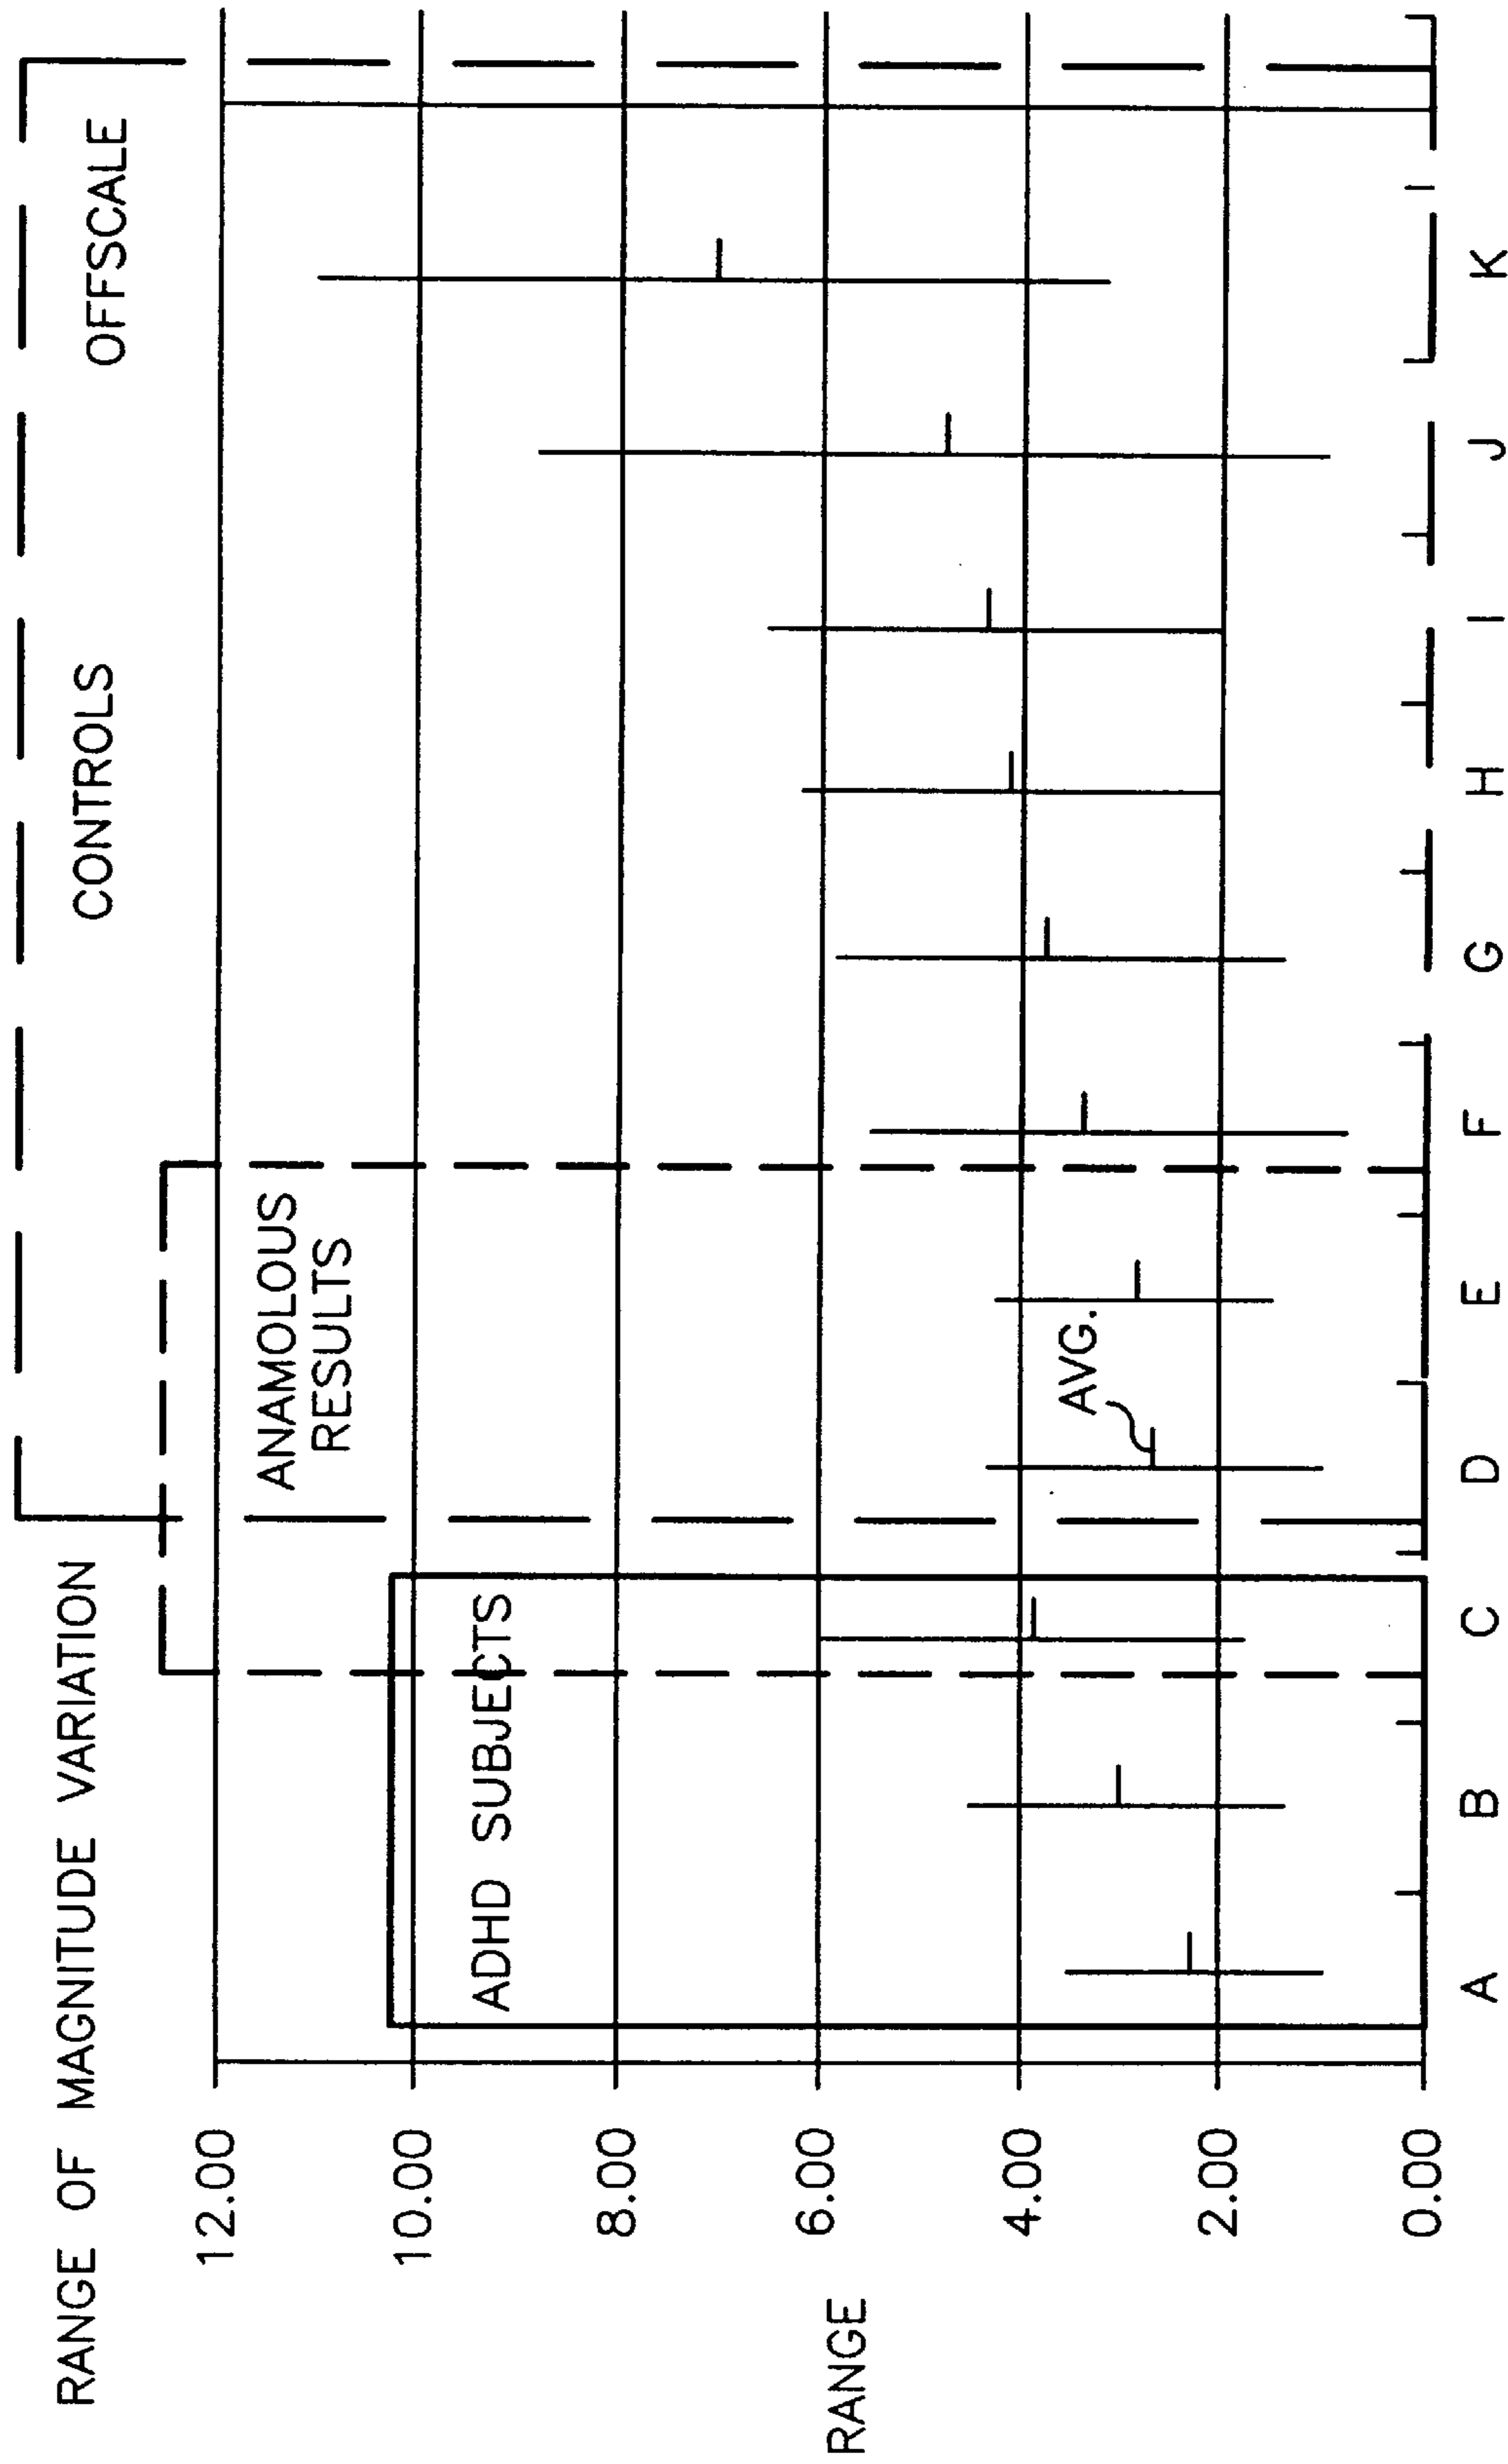 RANGE OF MAGNITUDE VARIATION
CONTROLS
OFFSCALE
ANAMOLOUS
RESULTS
ADHD SUBJECTS
AVG.
RANGE
12.00
10.00
8.00
6.00
4.00
2.00
0.00
A B C D E F G H I J K